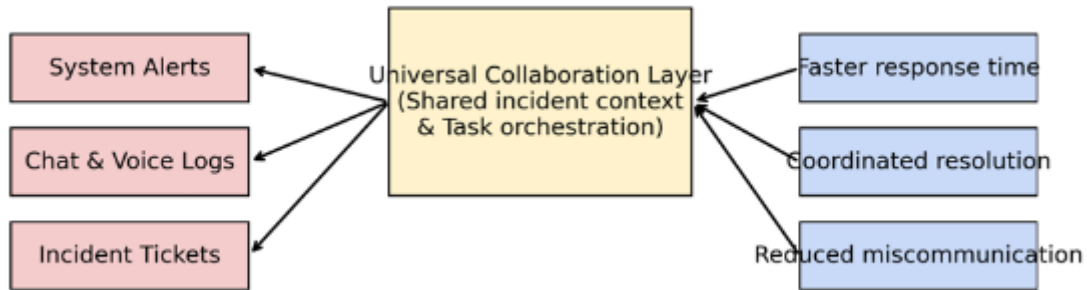 System Alerts
Chat & Voice Logs
Incident Tickets
Universal Collaboration Layer
(Shared incident context
& Task orchestration)
Faster response time
Coordinated resolution
Reduced miscommunication